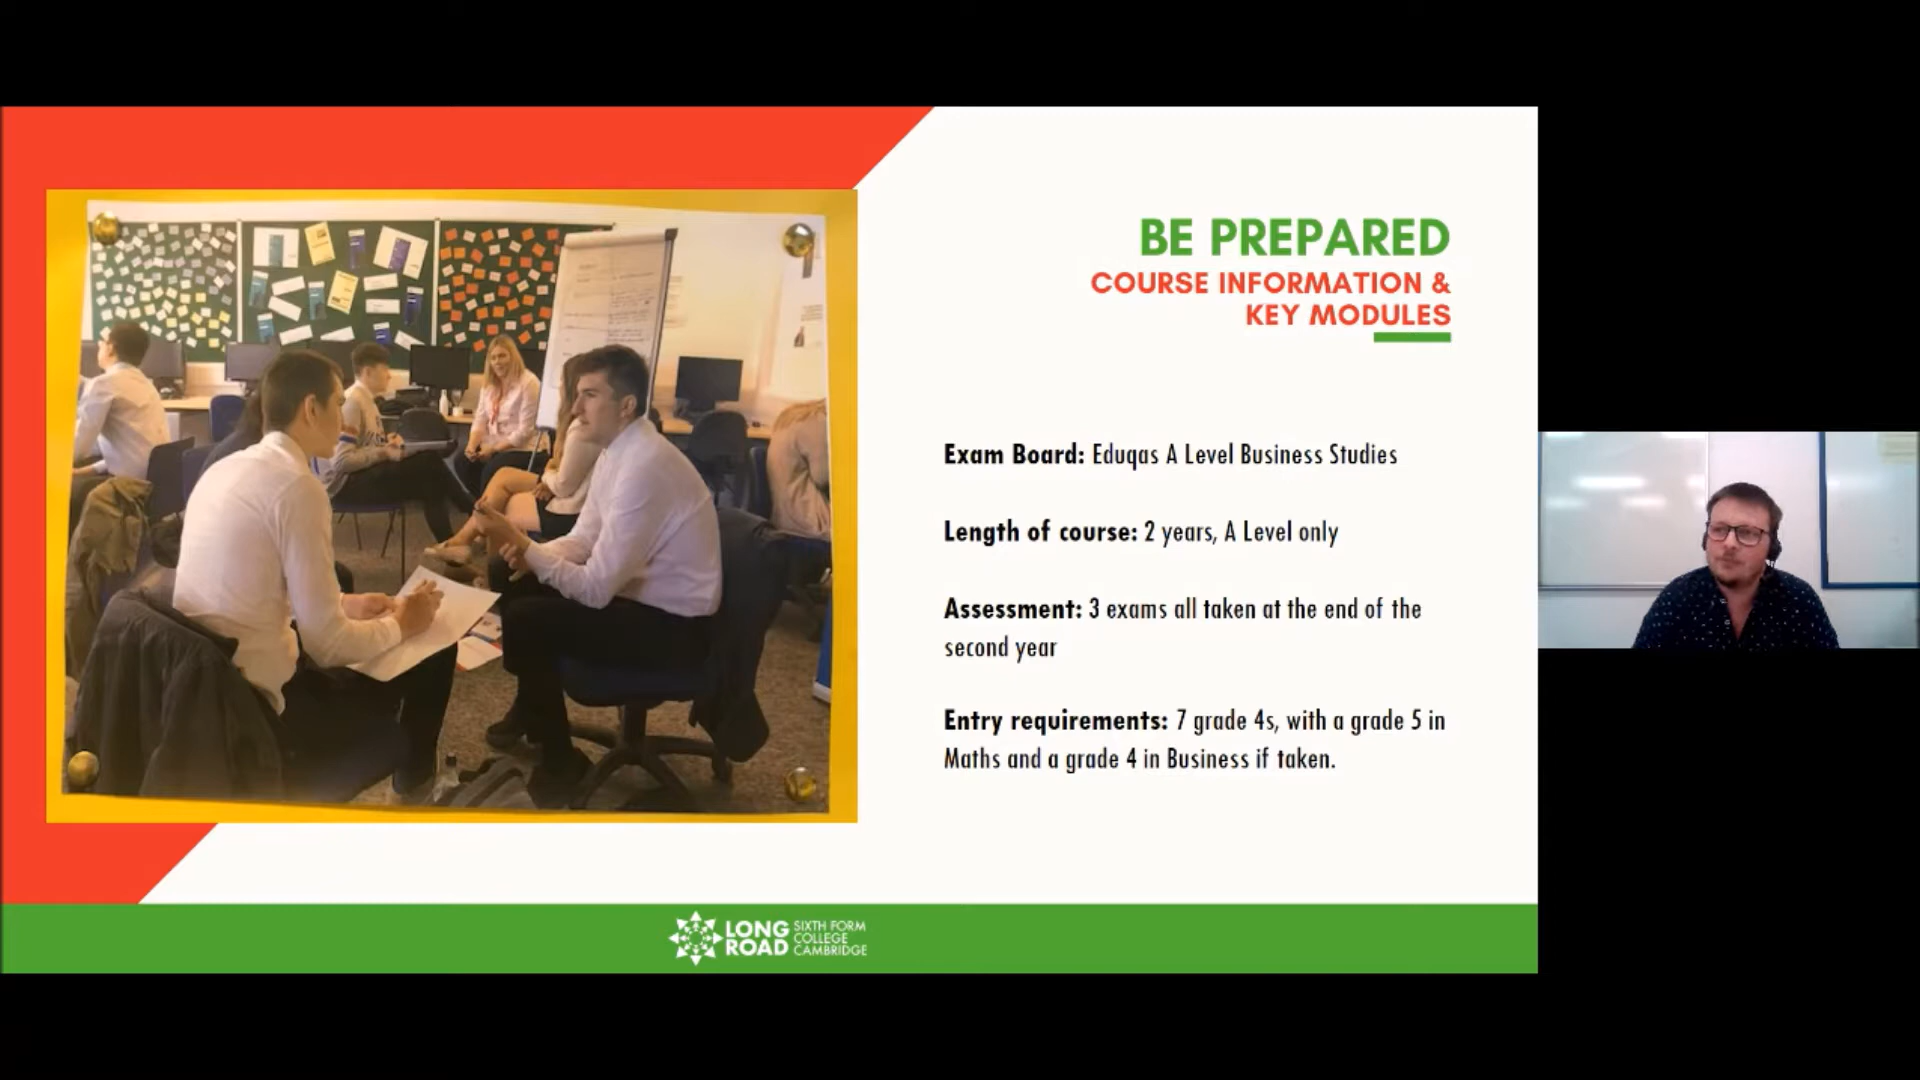 BE PREPARED
COURSE INFORMATION &
KEY MODULES
Exam Board: Eduqas A Level Business Studies
Length of course: 2 years, A Level only
Assessment: 3 exams all taken at the end of the
second year
Entry requirements: 7 grade 4s, with a grade 5 in
Maths and a grade 4 in Business if taken.
LONG ROAD
SIXTH FORM
COLLEGE
CAMBRIDGE